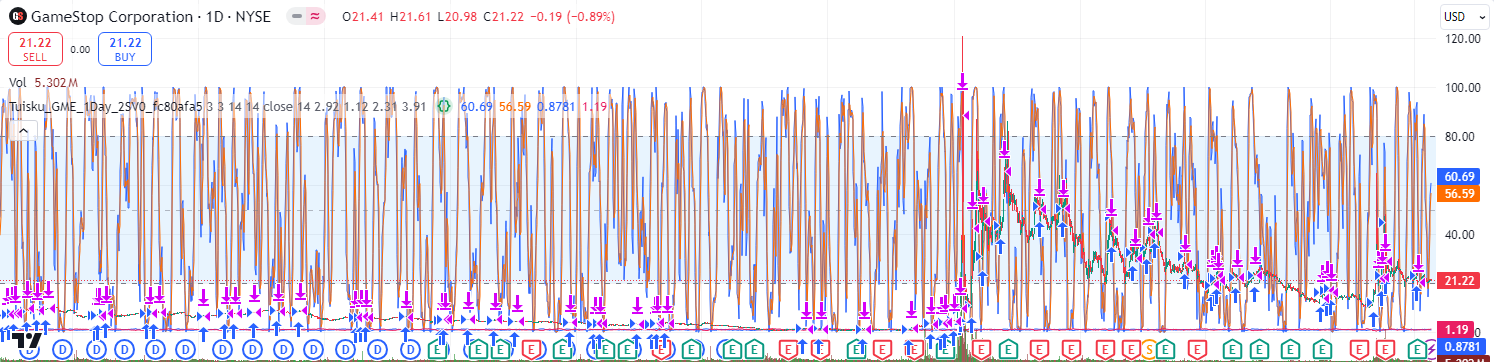 GameStop Corporation · 1D · NYSE O21.41 H21.61 L20.98 C21.22 −0.19 (−0.89%)
USD
21.22
SELL
0.00
21.22
BUY
Vol 5.302M
Tuisku_GME_1Day_2SV0_fc80afa5 3 3 14 14 close 14 2.92 1.12 2.31 3.91 60.69 56.59 0.8781 1.19
120.00
100.00
80.00
60.69
56.59
40.00
21.22
1.19
0.8781
D D D D D D D D D D D D E E E E E E E E E E E E E E E E E E E E S E E E E E E E